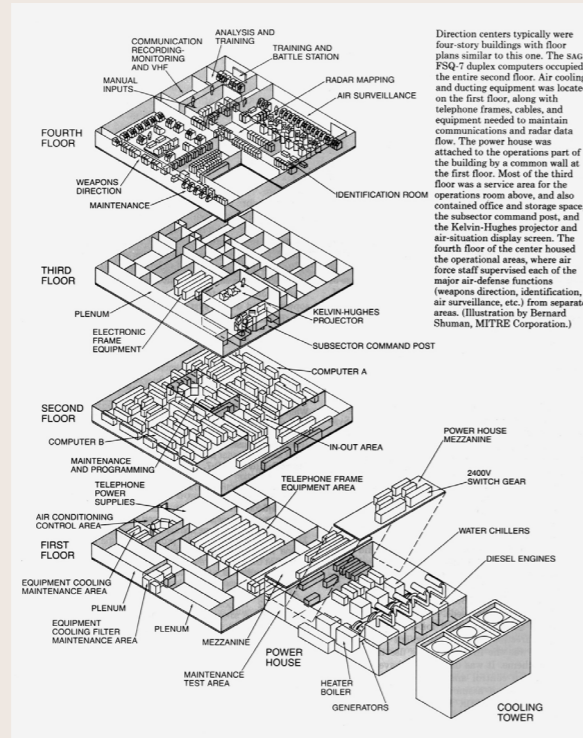 COMMUNICATION
RECORDING-
MONITORING
AND VHF
ANALYSIS AND
TRAINING
TRAINING AND
BATTLE STATION
MANUAL
INPUTS
RADAR MAPPING
AIR SURVEILLANCE
FOURTH
FLOOR
WEAPONS
DIRECTION
MAINTENANCE
IDENTIFICATION ROOM
Direction centers typically were
four-story buildings with floor
plans similar to this one. The SAG
FSQ-7 duplex computers occupied
the entire second floor. Air cooling
and ducting equipment was locate
on the first floor, along with
telephone frames, cables, and
equipment needed to maintain
communications and radar data
flow. The power house was
attached to the operations part of
the building by a common wall at
the first floor. Most of the third
floor was a service area for the
operations room above, and also
contained office and storage space
the subsector command post, and
the Kelvin-Hughes projector and
air-situation display screen. The
fourth floor of the center housed
the operational areas, where air
force staff supervised each of the
major air-defense functions
(weapons direction, identification,
air surveillance, etc.) from separat
areas. (Illustration by Bernard
Shuman, MITRE Corporation.)
THIRD
FLOOR
PLENUM
ELECTRONIC
FRAME
EQUIPMENT
KELVIN-HUGHES
PROJECTOR
SUBSECTOR COMMAND POST
COMPUTER A
SECOND
FLOOR
COMPUTER B
MAINTENANCE
AND PROGRAMMING
IN-OUT AREA
POWER HOUSE
MEZZANINE
2400V
SWITCH GEAR
TELEPHONE
POWER
SUPPLIES
TELEPHONE FRAME
EQUIPMENT AREA
AIR CONDITIONING
CONTROL AREA
FIRST
FLOOR
WATER CHILLERS
DIESEL ENGINES
EQUIPMENT COOLING
MAINTENANCE AREA
PLENUM
EQUIPMENT
COOLING FILTER
MAINTENANCE AREA
PLENUM
MEZZANINE
POWER
HOUSE
MAINTENANCE
TEST AREA
HEATER
BOILER
GENERATORS
COOLING
TOWER